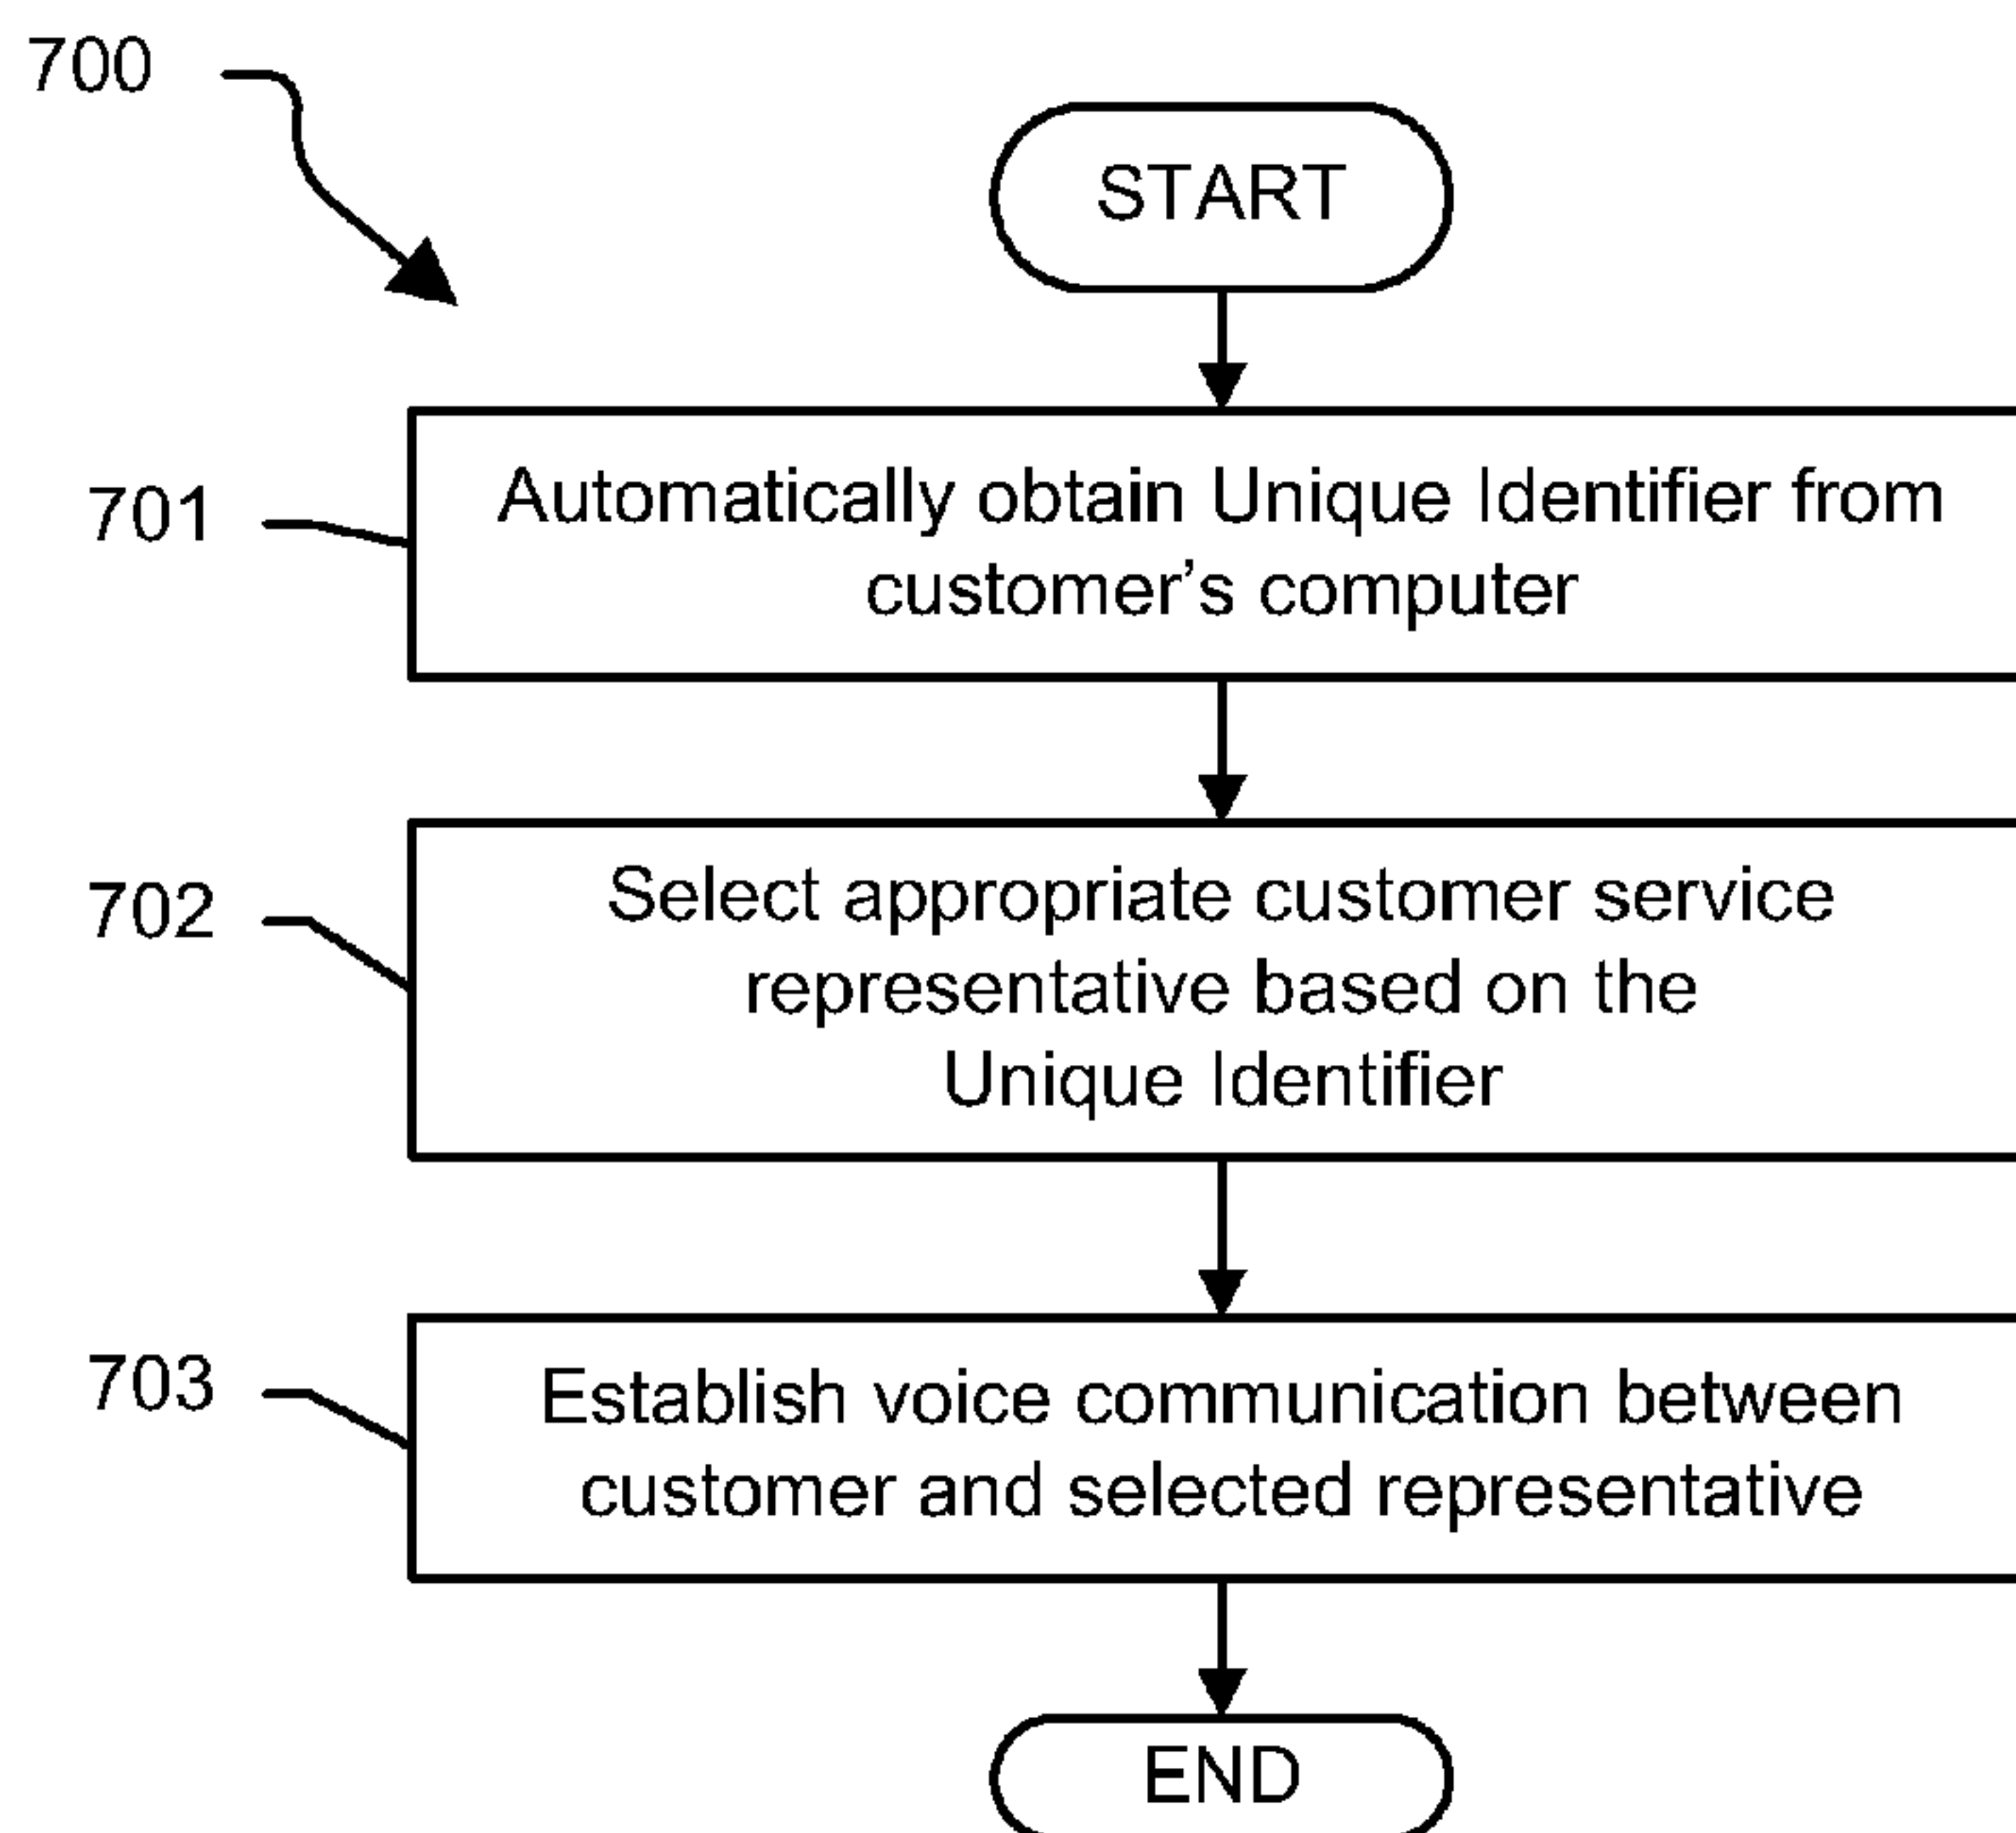 700
START
701
Automatically obtain Unique Identifier from
customer’s computer
702
Select appropriate customer service
representative based on the
Unique Identifier
703
Establish voice communication between
customer and selected representative
END